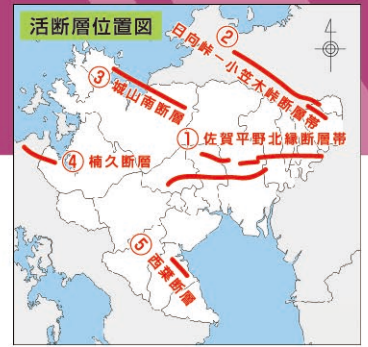 活断層位置図
②
日向峠－小笠木峠断層帯
③
城山南断層
①
佐賀平野北縁断層帯
④ 楠久断層
⑤
西葉断層